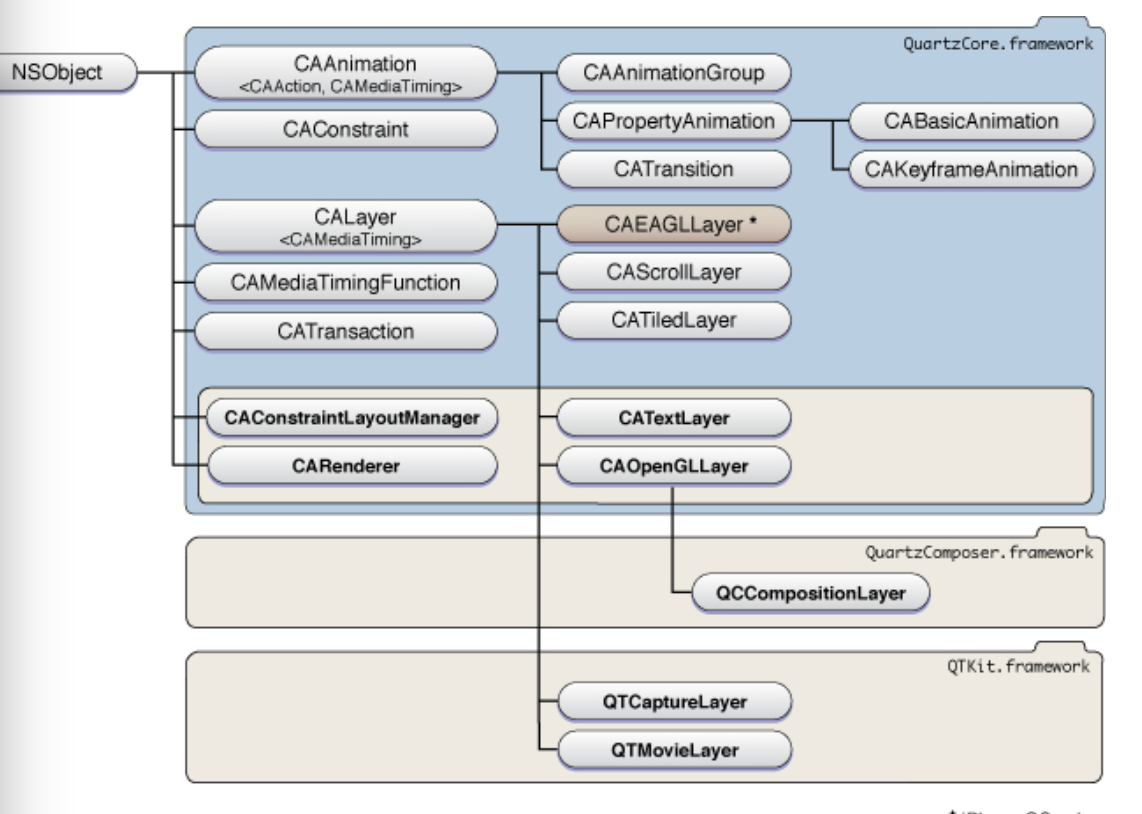 QuartzCore.framework
NSObject
CAAnimation
<CAAction, CAMediaTiming>
CAAnimationGroup
CAConstraint
CAPropertyAnimation
CABasicAnimation
CATransition
CAKeyframeAnimation
CALayer
<CAMediaTiming>
CAEAGLLayer *
CAMediaTimingFunction
CAScrollLayer
CATransaction
CATiledLayer
CAConstraintLayoutManager
CATextLayer
CARenderer
CAOpenGLLayer
QuartzComposer.framework
QCCompositionLayer
QTKit.framework
QTCaptureLayer
QTMovieLayer